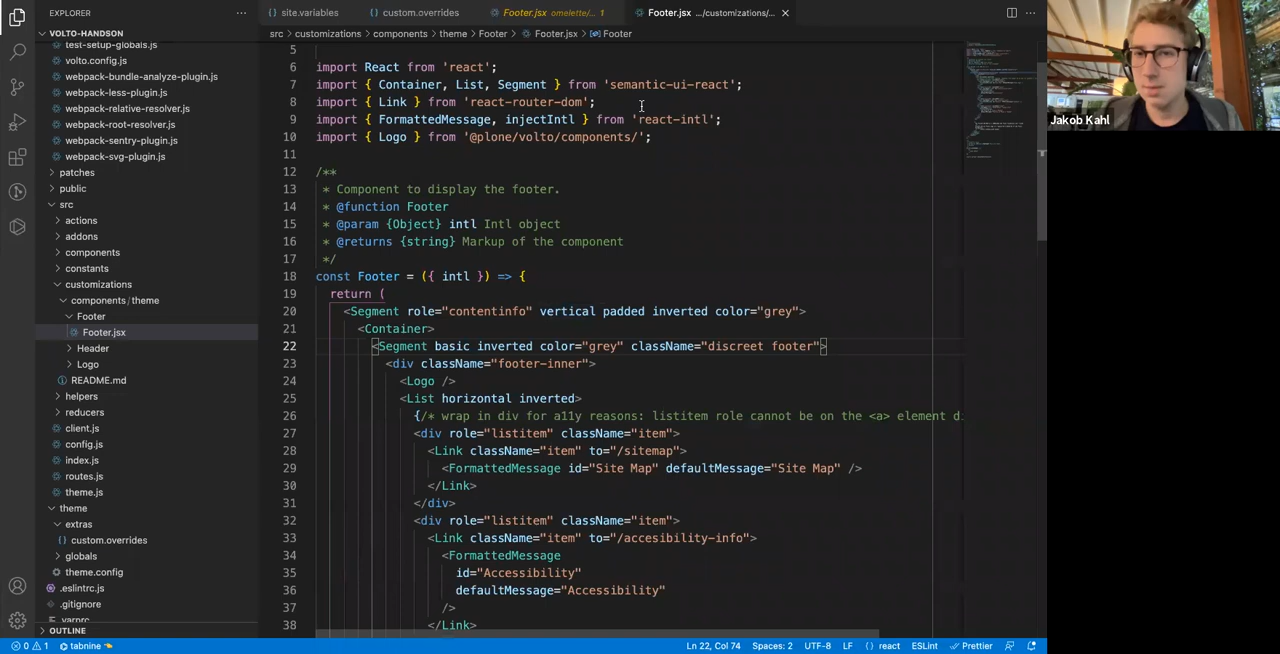 EXPLORER
VOLTO-HANDSON
test-setup-globals.js
volto.config.js
webpack-bundle-analyze-plugin.js
webpack-less-plugin.js
webpack-relative-resolver.js
webpack-root-resolver.js
webpack-sentry-plugin.js
webpack-svg-plugin.js
patches
public
src
actions
addons
components
constants
customizations
components/theme
Footer
Footer.jsx
Header
Logo
README.md
helpers
reducers
client.js
config.js
index.js
routes.js
theme.js
theme
extras
custom.overrides
globals
theme.config
.eslintrc.js
.gitignore
OUTLINE
site.variables
custom.overrides
Footer.jsx omelette/... 1
Footer.jsx .../customizations/...
src > customizations > components > theme > Footer > Footer.jsx > Footer
5
6 import React from 'react';
7 import { Container, List, Segment } from 'semantic-ui-react';
8 import { Link } from 'react-router-dom';
9 import { FormattedMessage, injectIntl } from 'react-intl';
10 import { Logo } from '@plone/volto/components/';
11
12 /**
13 * Component to display the footer.
14 * @function Footer
15 * @param {Object} intl Intl object
16 * @returns {string} Markup of the component
17 */
18 const Footer = ({ intl }) => {
19 return (
20 <Segment role="contentinfo" vertical padded inverted color="grey">
21 <Container>
22 <Segment basic inverted color="grey" className="discreet footer">
23 <div className="footer-inner">
24 <Logo />
25 <List horizontal inverted>
26 {/* wrap in div for a11y reasons: listitem role cannot be on the <a> element di
27 <div role="listitem" className="item">
28 <Link className="item" to="/sitemap">
29 <FormattedMessage id="Site Map" defaultMessage="Site Map" />
30 </Link>
31 </div>
32 <div role="listitem" className="item">
33 <Link className="item" to="/accesibility-info">
34 <FormattedMessage
35 id="Accessibility"
36 defaultMessage="Accessibility"
37 />
38 </Link>
Jakob Kahl
0 1 tabnine
Ln 22, Col 74 Spaces: 2 UTF-8 LF { } react ESLint Prettier